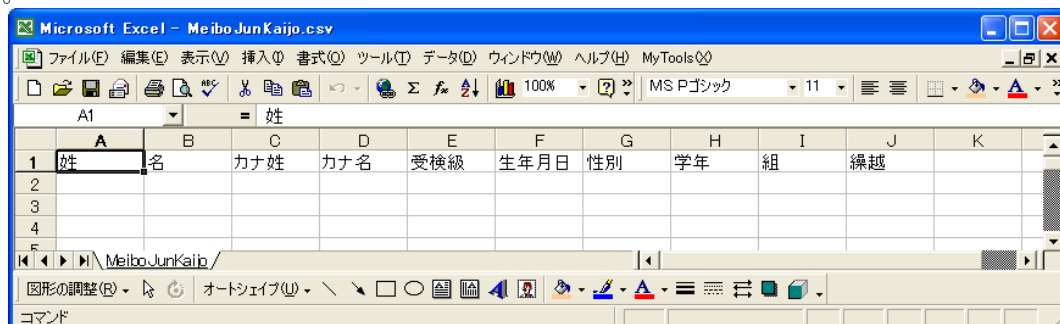 。
Microsoft Excel - MeiboJunKaijo.csv
ファイル(F) 編集(E) 表示(V) 挿入(I) 書式(O) ツール(T) データ(D) ウィンドウ(W) ヘルプ(H) MyTools(X)
100% MS Pゴシック 11
A1 = 姓
A B C D E F G H I J K
1 姓 名 カナ姓 カナ名 受検級 生年月日 性別 学年 組 繰越
2
3
4
5
MeiboJunKaijo
図形の調整(R) オートシェイプ(U)
コマンド